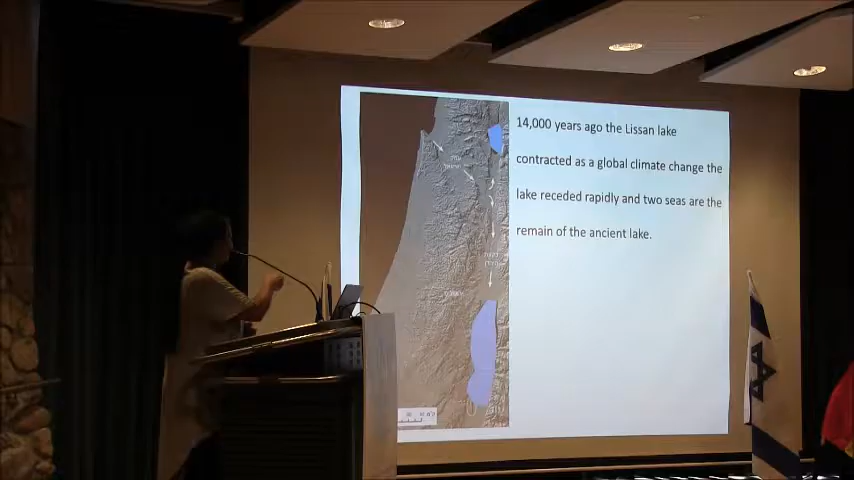 14,000 years ago the Lissan lake
contracted as a global climate change the
lake receded rapidly and two seas are the
remain of the ancient lake.